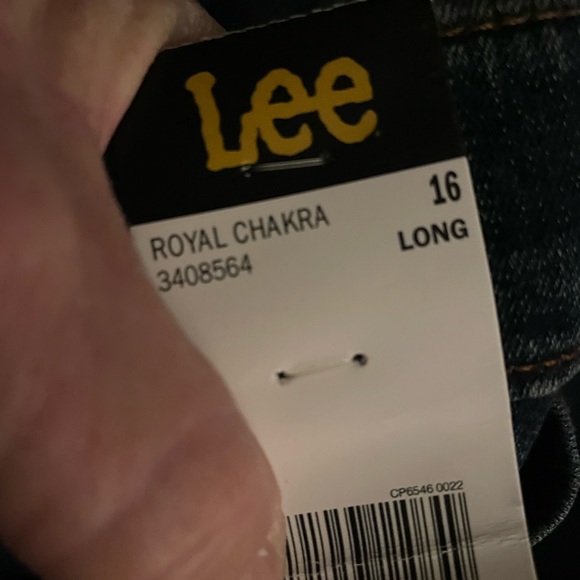 Lee
16
ROYAL CHAKRA
LONG
3408564
CP6546 0022